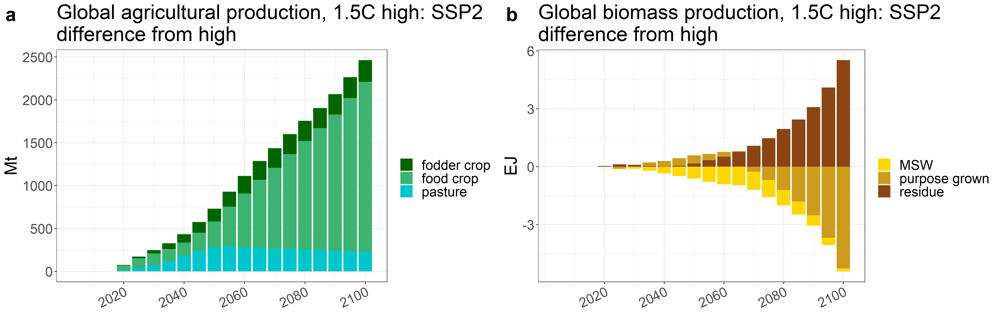 a
Global agricultural production, 1.5C high: SSP2
difference from high
2500
2000
1500
1000
500
0
Mt
2020
2040
2060
2080
2100
fodder crop
food crop
pasture
b
Global biomass production, 1.5C high: SSP2
difference from high
6
3
0
-3
EJ
2020
2040
2060
2080
2100
MSW
purpose grown
residue